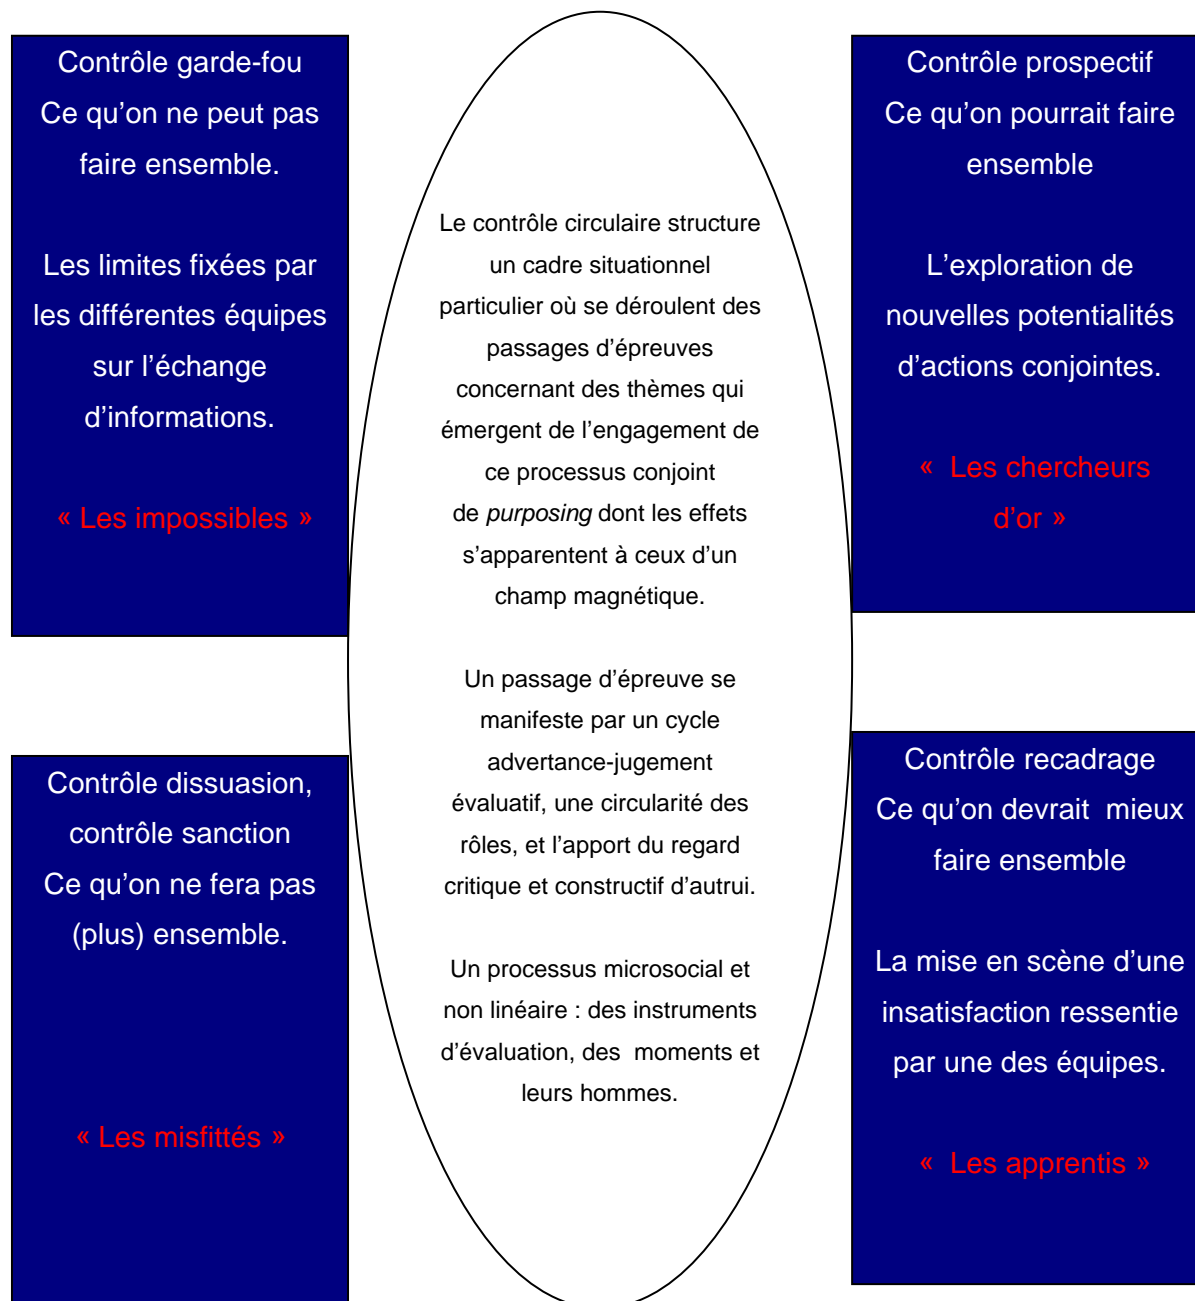 Contrôle garde-fou
Ce qu’on ne peut pas
faire ensemble.
Les limites fixées par
les différentes équipes
sur l’échange
d’informations.
« Les impossibles »
Contrôle dissuasion,
contrôle sanction
Ce qu’on ne fera pas
(plus) ensemble.
« Les misfittés »
Le contrôle circulaire structure
un cadre situationnel
particulier où se déroulent des
passages d’épreuves
concernant des thèmes qui
émergent de l’engagement de
ce processus conjoint
de purposing dont les effets
s’apparentent à ceux d’un
champ magnétique.
Un passage d’épreuve se
manifeste par un cycle
advertance-jugement
évaluatif, une circularité des
rôles, et l’apport du regard
critique et constructif d’autrui.
Un processus microsocial et
non linéaire : des instruments
d’évaluation, des moments et
leurs hommes.
Contrôle prospectif
Ce qu’on pourrait faire
ensemble
L’exploration de
nouvelles potentialités
d’actions conjointes.
« Les chercheurs
d’or »
Contrôle recadrage
Ce qu’on devrait mieux
faire ensemble
La mise en scène d’une
insatisfaction ressentie
par une des équipes.
« Les apprentis »